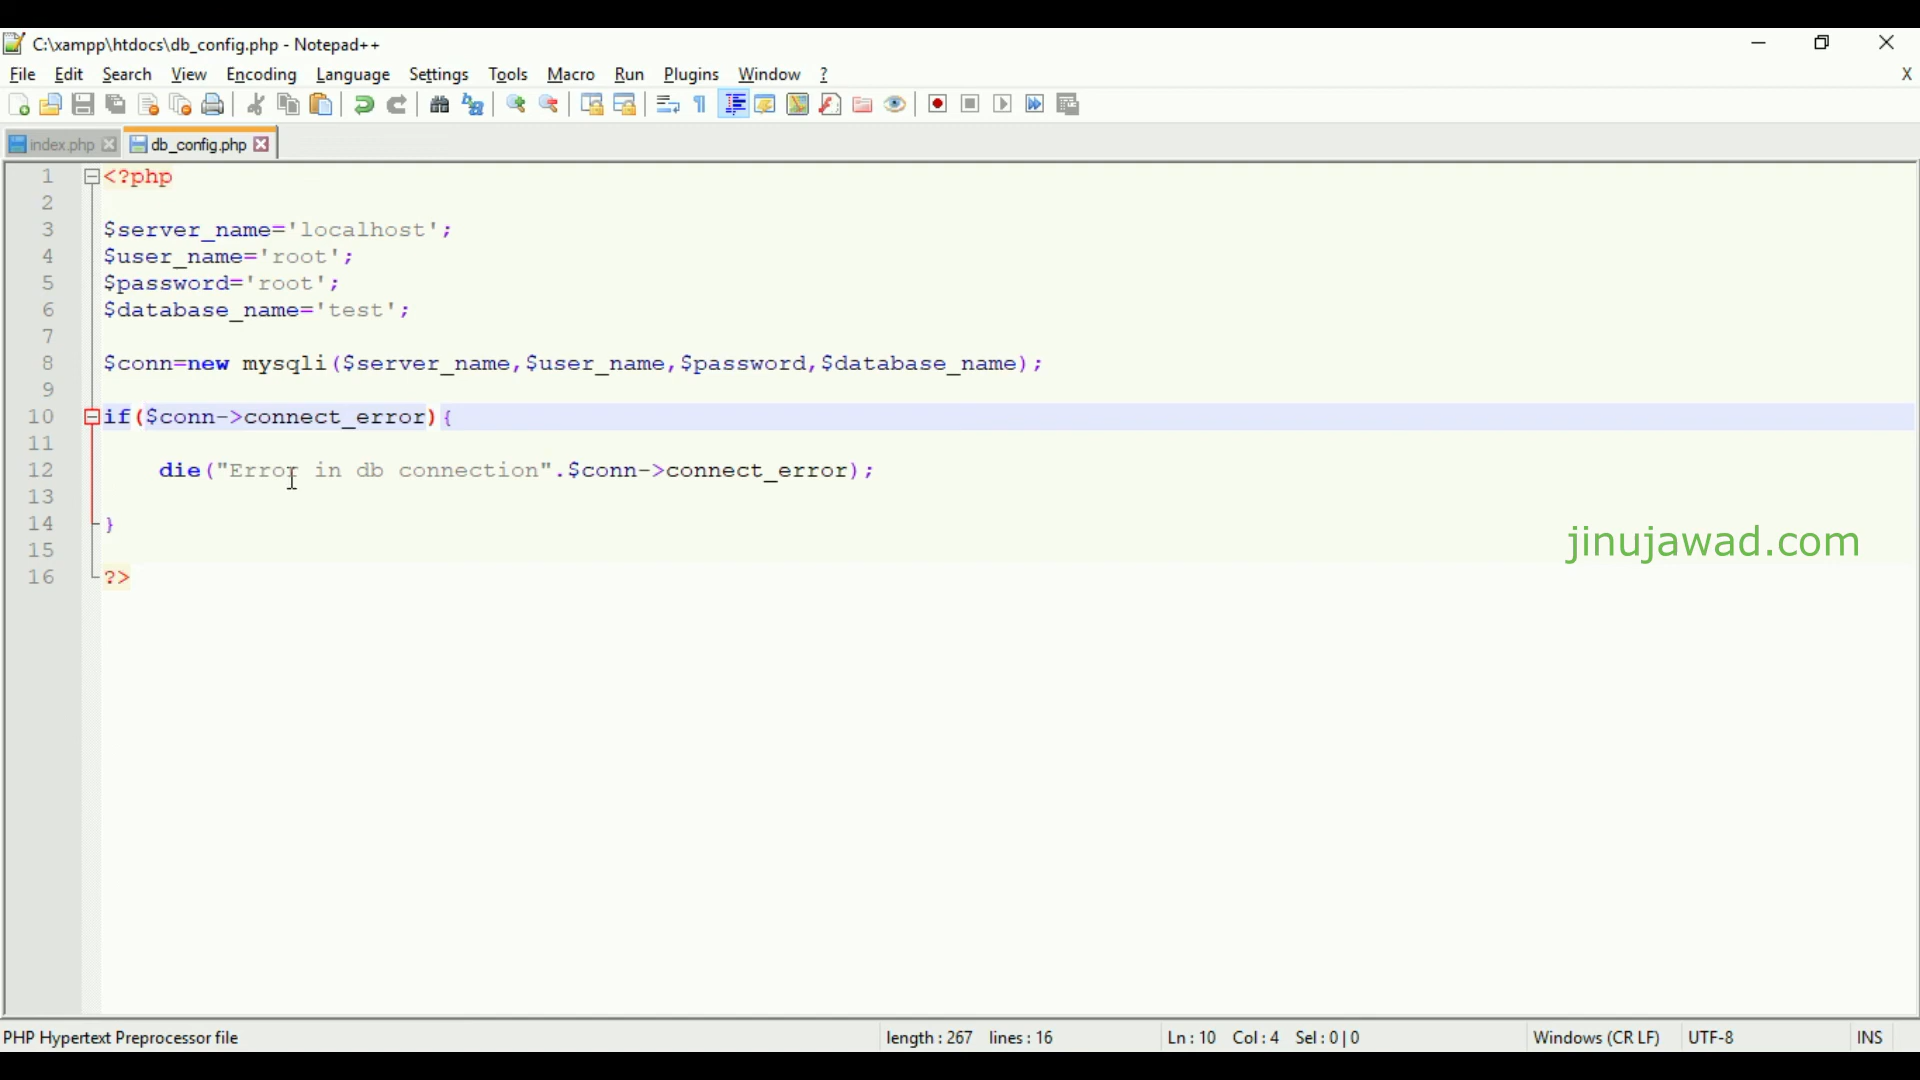 C:\xampp\htdocs\db_config.php - Notepad++
File Edit Search View Encoding Language Settings Tools Macro Run Plugins Window ? X
index.php db_config.php
1 <?php
2
3 $server_name='localhost';
4 $user_name='root';
5 $password='root';
6 $database_name='test';
7
8 $conn=new mysqli($server_name,$user_name,$password,$database_name);
9
10 if($conn->connect_error){
11
12 die("Error in db connection".$conn->connect_error);
13
14 }
15
16 ?>
jinujawad.com
PHP Hypertext Preprocessor file length : 267 lines : 16 Ln : 10 Col : 4 Sel : 0 | 0 Windows (CR LF) UTF-8 INS